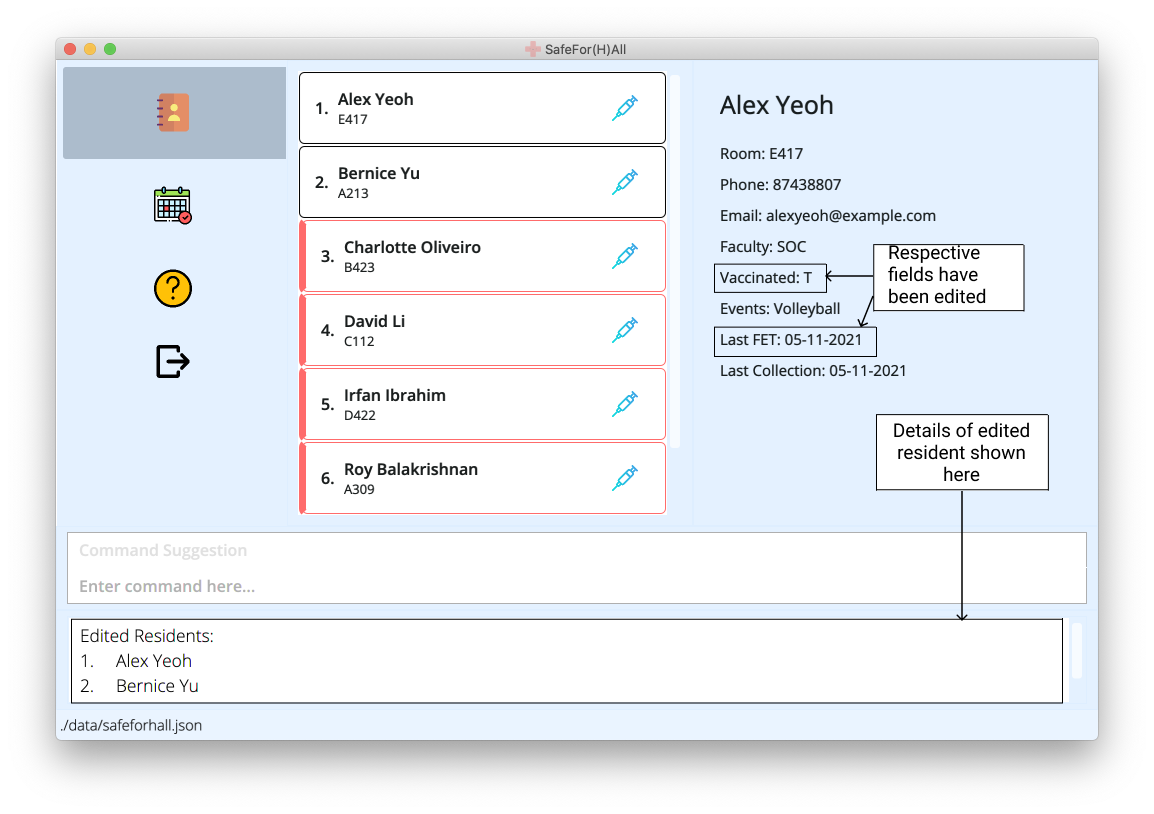 SafeFor(H)All
1. Alex Yeoh
E417
2. Bernice Yu
A213
3. Charlotte Oliveiro
B423
4. David Li
C112
5. Irfan Ibrahim
D422
6. Roy Balakrishnan
A309
Alex Yeoh
Room: E417
Phone: 87438807
Email: alexyeoh@example.com
Faculty: SOC
Vaccinated: T
Events: Volleyball
Last FET: 05-11-2021
Last Collection: 05-11-2021
Respective
fields have
been edited
Details of edited
resident shown
here
Command Suggestion
Enter command here...
Edited Residents:
1. Alex Yeoh
2. Bernice Yu
./data/safeforhall.json